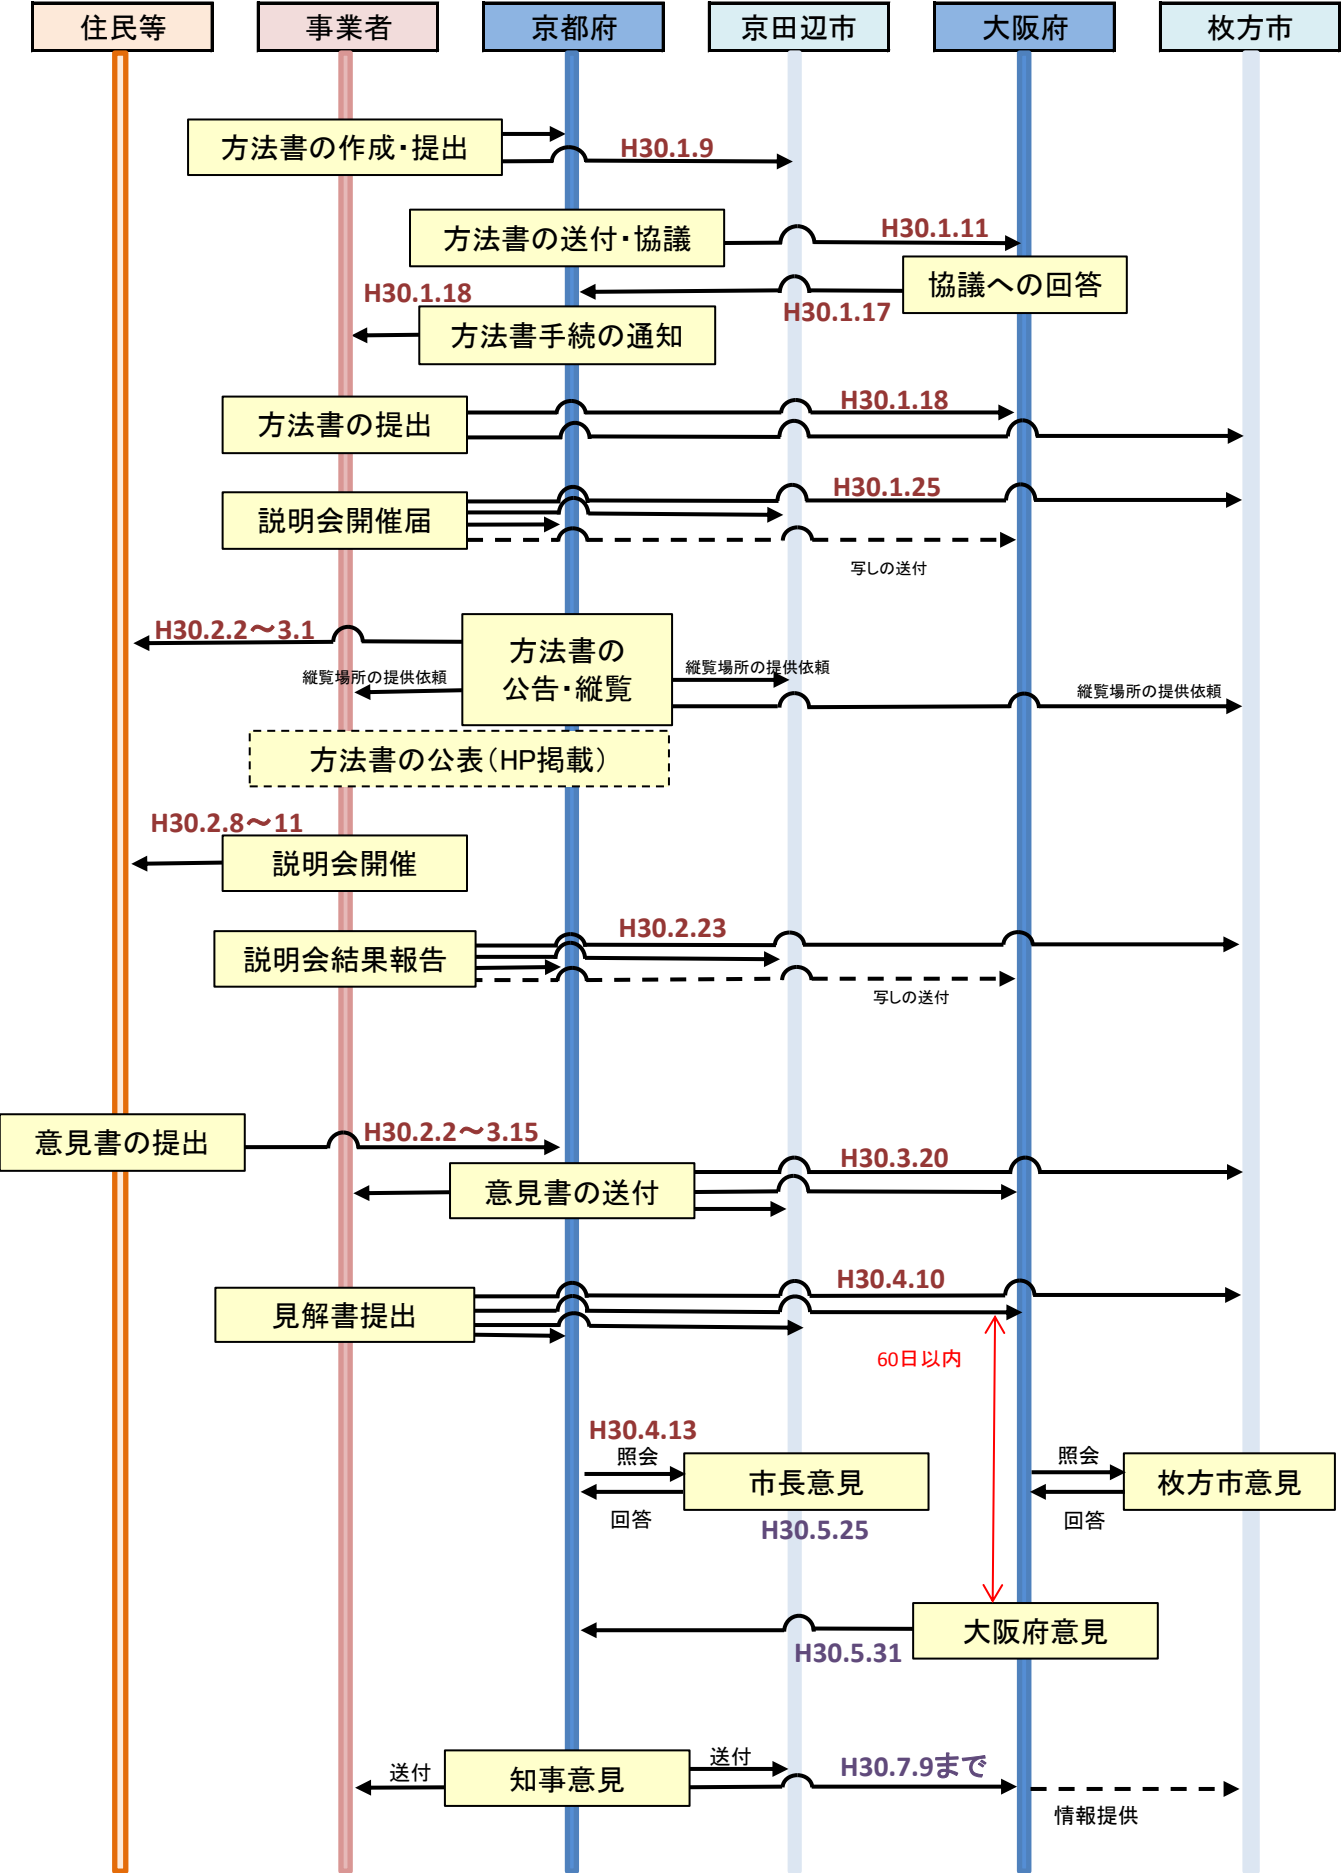 住民等
事業者
京都府
京田辺市
大阪府
枚方市
方法書の作成・提出
H30.1.9
方法書の送付・協議
H30.1.11
協議への回答
H30.1.17
H30.1.18
方法書手続の通知
方法書の提出
H30.1.18
説明会開催届
H30.1.25
写しの送付
H30.2.2～3.1
方法書の
公告・縦覧
縦覧場所の提供依頼
縦覧場所の提供依頼
縦覧場所の提供依頼
方法書の公表（HP掲載）
H30.2.8～11
説明会開催
説明会結果報告
H30.2.23
写しの送付
意見書の提出
H30.2.2～3.15
意見書の送付
H30.3.20
見解書提出
H30.4.10
60日以内
H30.4.13
照会
市長意見
回答
H30.5.25
照会
枚方市意見
回答
大阪府意見
H30.5.31
送付
知事意見
送付
H30.7.9まで
情報提供